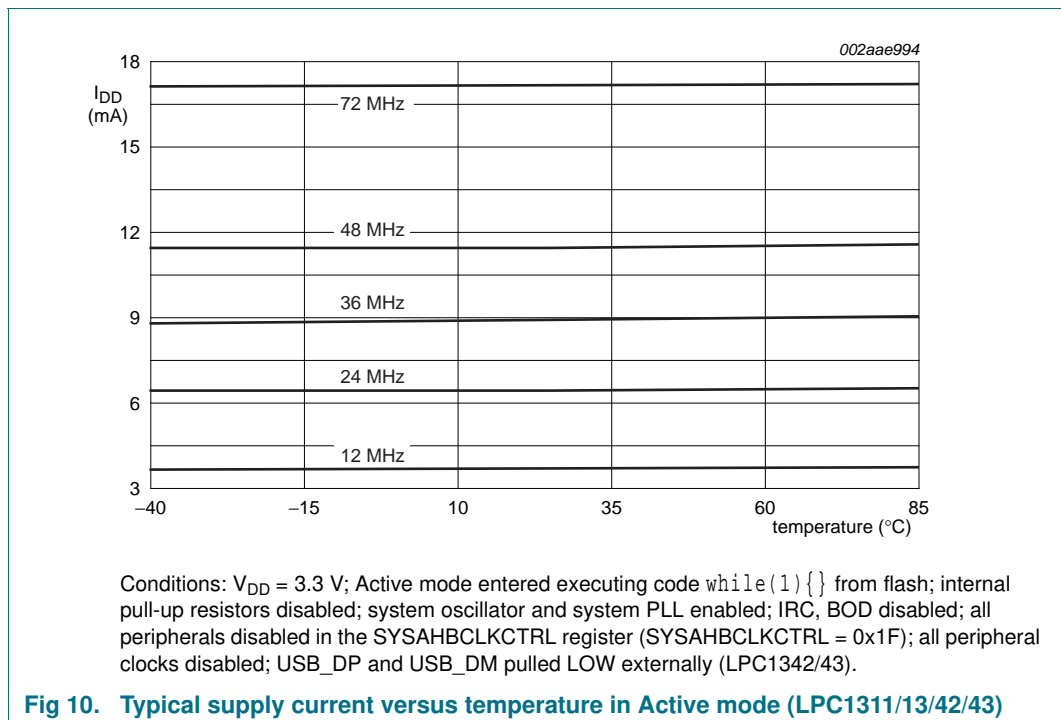 002aae994
18
I_DD
(mA)
72 MHz
15
12
48 MHz
36 MHz
9
24 MHz
6
12 MHz
3
−40
−15
10
35
60
85
temperature (°C)
Conditions: V_DD = 3.3 V; Active mode entered executing code while(1){} from flash; internal
pull-up resistors disabled; system oscillator and system PLL enabled; IRC, BOD disabled; all
peripherals disabled in the SYSAHBCLKCTRL register (SYSAHBCLKCTRL = 0x1F); all peripheral
clocks disabled; USB_DP and USB_DM pulled LOW externally (LPC1342/43).
Fig 10. Typical supply current versus temperature in Active mode (LPC1311/13/42/43)